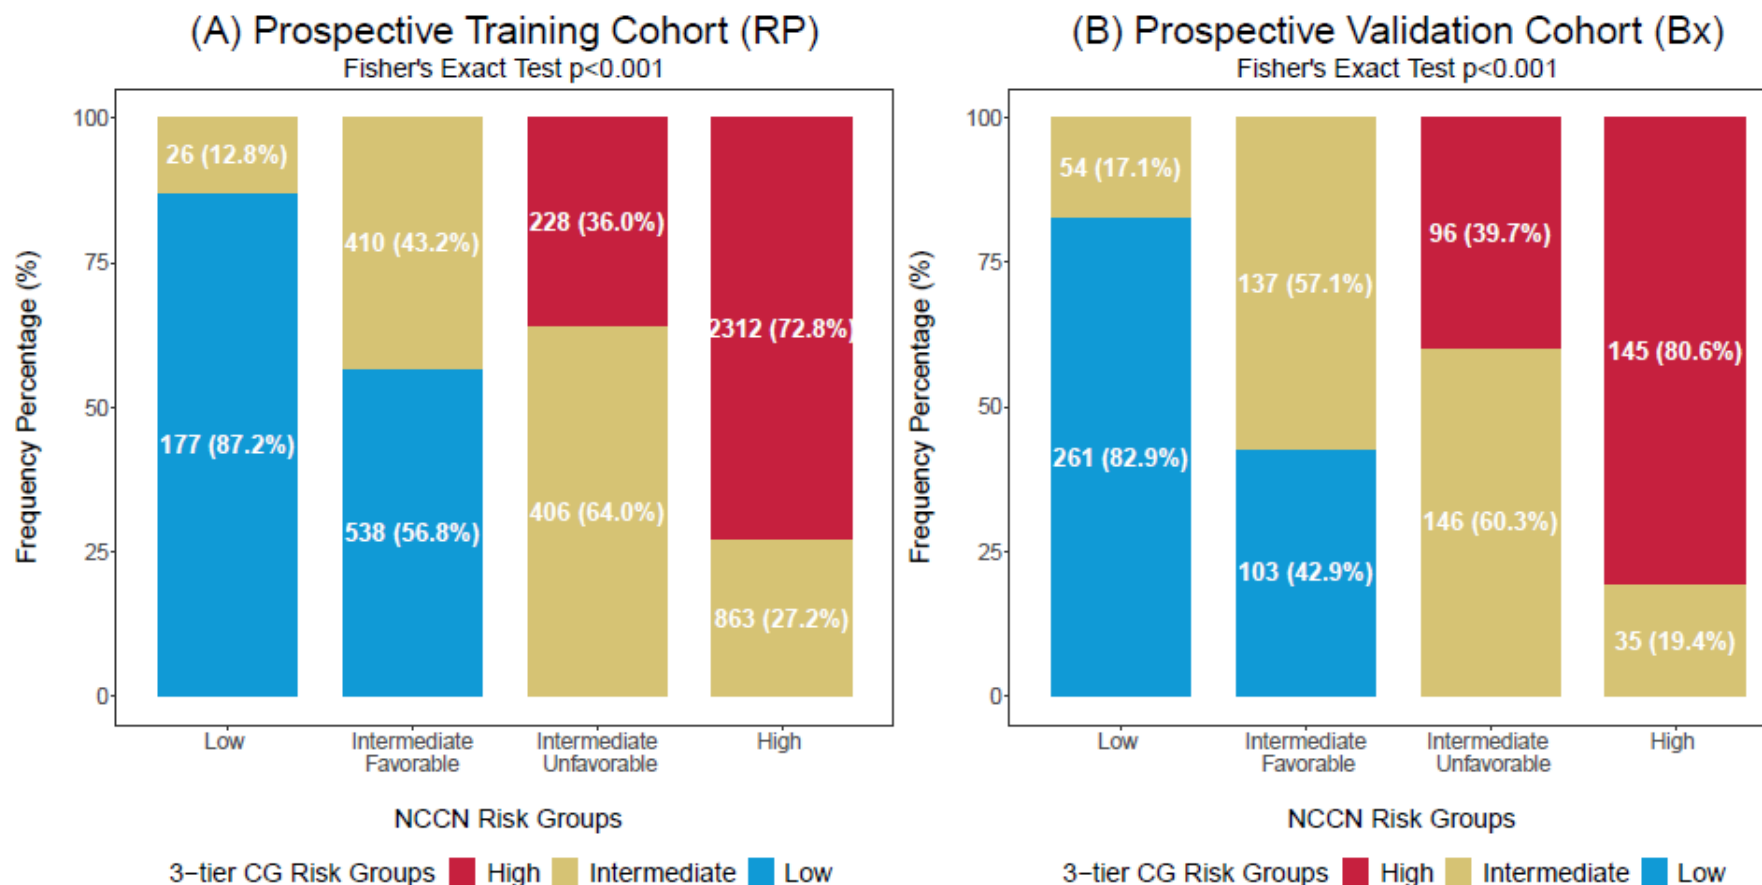 (A) Prospective Training Cohort (RP)
Fisher's Exact Test p<0.001
Frequency Percentage (%)
100
75
50
25
0
26 (12.8%)
177 (87.2%)
410 (43.2%)
538 (56.8%)
228 (36.0%)
406 (64.0%)
2312 (72.8%)
863 (27.2%)
Low
Intermediate
Favorable
Intermediate
Unfavorable
High
NCCN Risk Groups
3−tier CG Risk Groups High Intermediate Low
(B) Prospective Validation Cohort (Bx)
Fisher's Exact Test p<0.001
Frequency Percentage (%)
100
75
50
25
0
54 (17.1%)
261 (82.9%)
137 (57.1%)
103 (42.9%)
96 (39.7%)
146 (60.3%)
145 (80.6%)
35 (19.4%)
Low
Intermediate
Favorable
Intermediate
Unfavorable
High
NCCN Risk Groups
3−tier CG Risk Groups High Intermediate Low